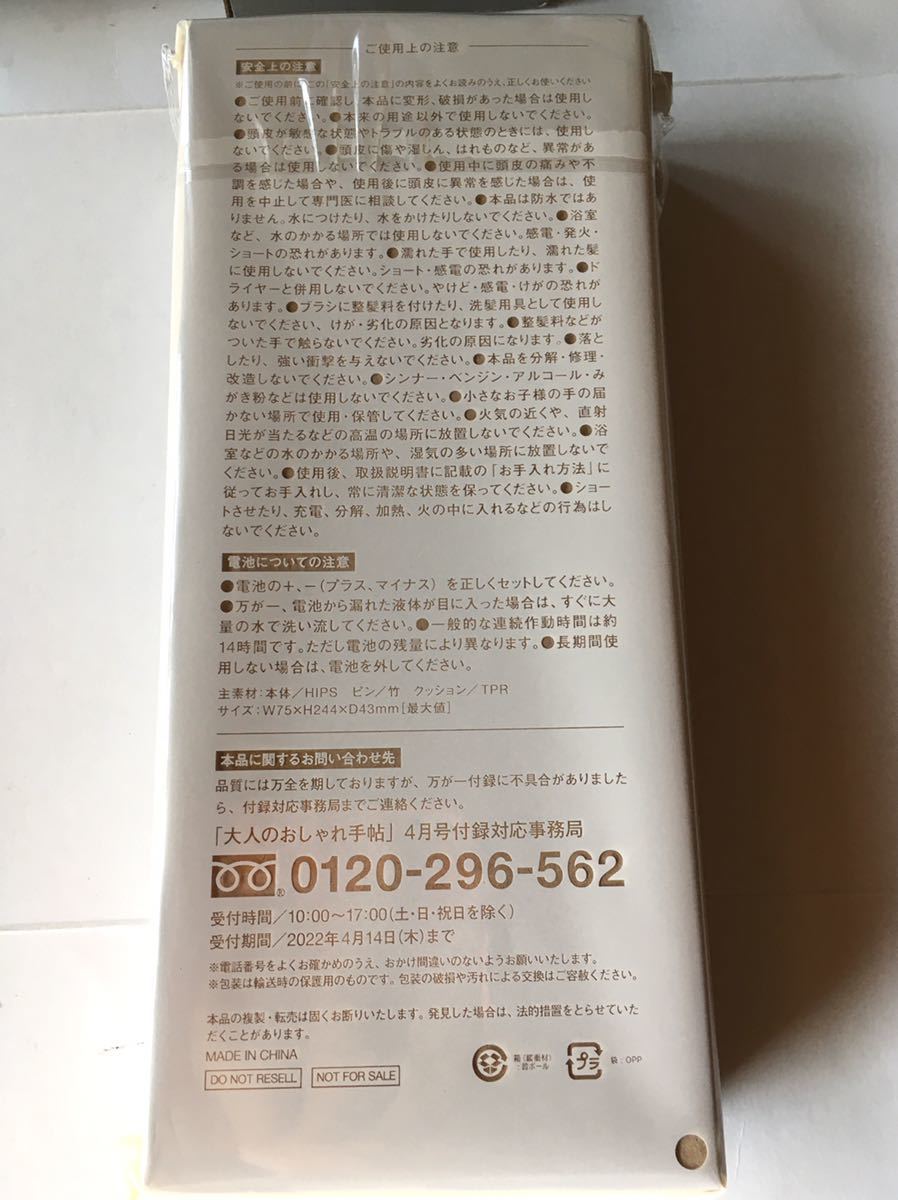 ご使用上の注意
安全上の注意
※ご使用の前に、この「安全上の注意」の内容をよくお読みのうえ、正しくお使いください
●ご使用前に確認し、本品に変形、破損があった場合は使用し
ないでください。●本来の用途以外で使用しないでください。
●頭皮が敏感な状態やトラブルのある状態のときには、使用し
ないでください。●頭皮に傷や湿しん、はれものなど、異常があ
る場合は使用しないでください。●使用中に頭皮の痛みや不
調を感じた場合や、使用後に頭皮に異常を感じた場合は、使
用を中止して専門医に相談してください。●本品は防水ではあ
りません。水につけたり、水をかけたりしないでください。●浴室
など、水のかかる場所では使用しないでください。感電・発火・
ショートの恐れがあります。●濡れた手で使用したり、濡れた髪
に使用しないでください。ショート・感電の恐れがあります。●ド
ライヤーと併用しないでください。やけど・感電・けがの恐れが
あります。●ブラシに整髪料を付けたり、洗髪用具として使用し
ないでください、けが・劣化の原因となります。●整髪料などが
ついた手で触らないでください。劣化の原因になります。●落と
したり、強い衝撃を与えないでください。●本品を分解・修理・
改造しないでください。●シンナー・ベンジン・アルコール・み
がき粉などは使用しないでください。●小さなお子様の手の届
かない場所で使用・保管してください。●火気の近くや、直射
日光が当たるなどの高温の場所に放置しないでください。●浴
室などの水のかかる場所や、湿気の多い場所に放置しないで
ください。●使用後、取扱説明書に記載の「お手入れ方法」に
従ってお手入れし、常に清潔な状態を保ってください。●ショー
トさせたり、充電、分解、加熱、火の中に入れるなどの行為はし
ないでください。
電池についての注意
●電池の＋、－(プラス、マイナス)を正しくセットしてください。
●万が一、電池から漏れた液体が目に入った場合は、すぐに大
量の水で洗い流してください。●一般的な連続作動時間は約
14時間です。ただし電池の残量により異なります。●長期間使
用しない場合は、電池を外してください。
主素材:本体/HIPS ピン/竹 クッション/TPR
サイズ:W75×H244×D43mm[最大値]
本品に関するお問い合わせ先
品質には万全を期しておりますが、万が一付録に不具合がありました
ら、付録対応事務局までご連絡ください。
「大人のおしゃれ手帖」4月号付録対応事務局
® 0120-296-562
受付時間/10:00～17:00(土・日・祝日を除く)
受付期間/2022年4月14日(木)まで
※電話番号をよくお確かめのうえ、おかけ間違いのないようお願いいたします。
※包装は輸送時の保護用のものです。包装の破損や汚れによる交換はご容赦ください。
本品の複製・転売は固くお断りいたします。発見した場合は、法的措置をとらせていた
だくことがあります。
MADE IN CHINA
DO NOT RESELL NOT FOR SALE
箱(緩衝材)
:段ボール
プラ
袋:OPP